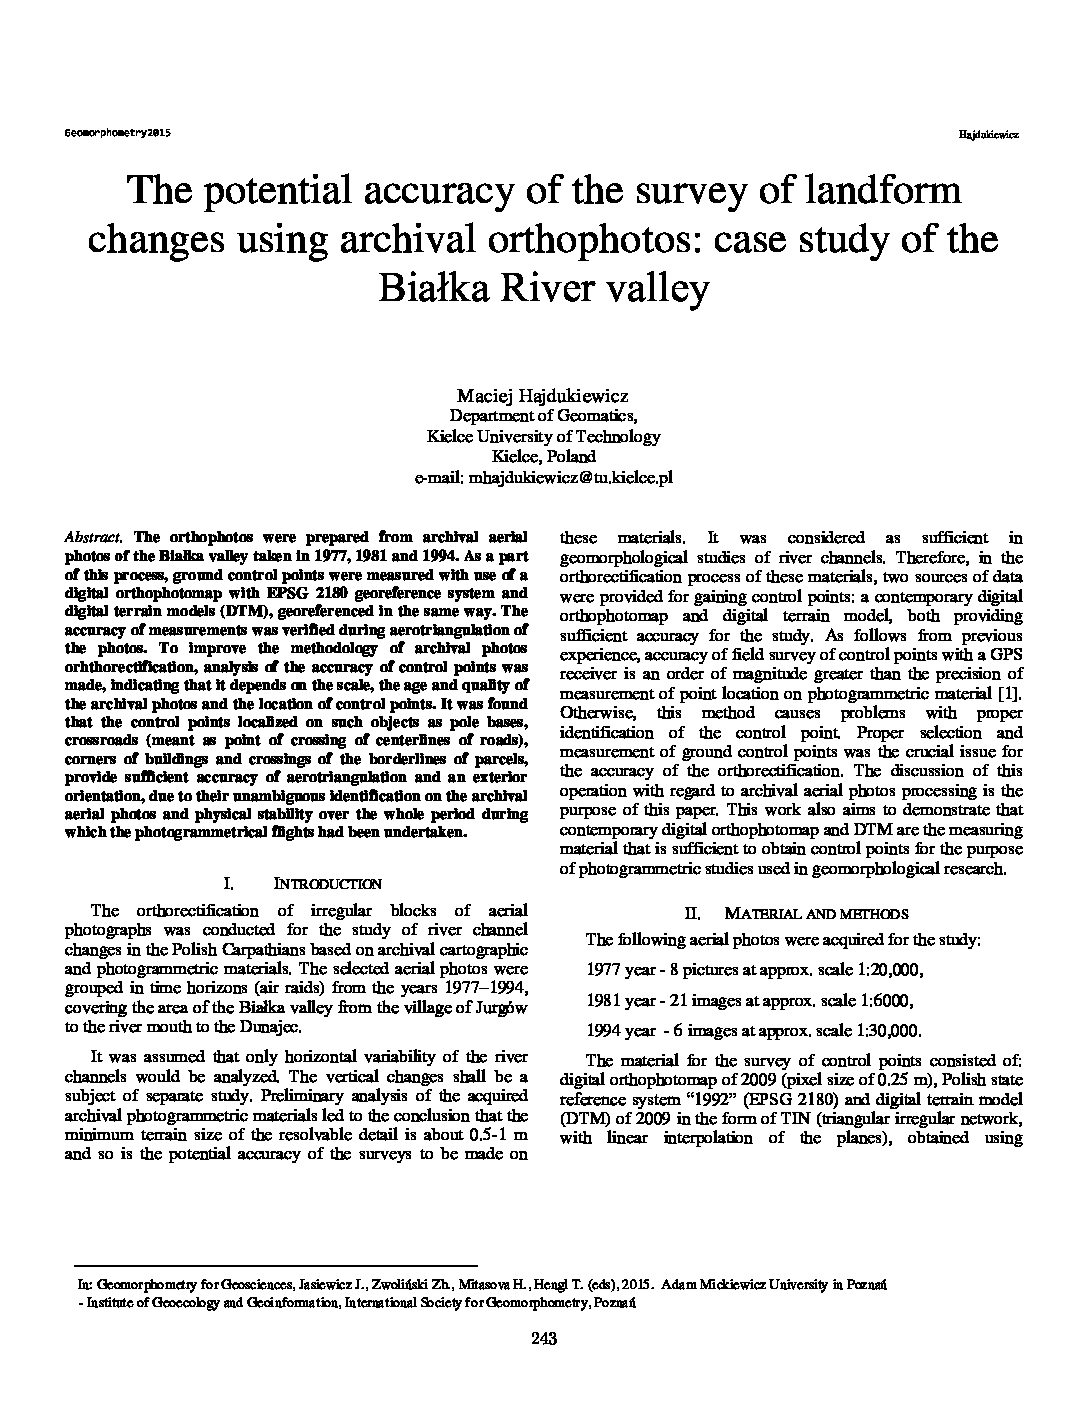 Geomorphometry2015
Hajdukiewicz
The potential accuracy of the survey of landform
changes using archival orthophotos: case study of the
Białka River valley
Maciej Hajdukiewicz
Department of Geomatics,
Kielce University of Technology
Kielce, Poland
e-mail: mhajdukiewicz@tu.kielce.pl
Abstract. The orthophotos were prepared from archival aerial
photos of the Białka valley taken in 1977, 1981 and 1994. As a part
of this process, ground control points were measured with use of a
digital orthophotomap with EPSG 2180 georeference system and
digital terrain models (DTM), georeferenced in the same way. The
accuracy of measurements was verified during aerotriangulation of
the photos. To improve the methodology of archival photos
orhthorectification, analysis of the accuracy of control points was
made, indicating that it depends on the scale, the age and quality of
the archival photos and the location of control points. It was found
that the control points localized on such objects as pole bases,
crossroads (meant as point of crossing of centerlines of roads),
corners of buildings and crossings of the borderlines of parcels,
provide sufficient accuracy of aerotriangulation and an exterior
orientation, due to their unambiguous identification on the archival
aerial photos and physical stability over the whole period during
which the photogrammetrical flights had been undertaken.
I. INTRODUCTION
The orthorectification of irregular blocks of aerial
photographs was conducted for the study of river channel
changes in the Polish Carpathians based on archival cartographic
and photogrammetric materials. The selected aerial photos were
grouped in time horizons (air raids) from the years 1977–1994,
covering the area of the Białka valley from the village of Jurgów
to the river mouth to the Dunajec.
It was assumed that only horizontal variability of the river
channels would be analyzed. The vertical changes shall be a
subject of separate study. Preliminary analysis of the acquired
archival photogrammetric materials led to the conclusion that the
minimum terrain size of the resolvable detail is about 0.5-1 m
and so is the potential accuracy of the surveys to be made on
these materials. It was considered as sufficient in
geomorphological studies of river channels. Therefore, in the
orthorectification process of these materials, two sources of data
were provided for gaining control points: a contemporary digital
orthophotomap and digital terrain model, both providing
sufficient accuracy for the study. As follows from previous
experience, accuracy of field survey of control points with a GPS
receiver is an order of magnitude greater than the precision of
measurement of point location on photogrammetric material [1].
Otherwise, this method causes problems with proper
identification of the control point. Proper selection and
measurement of ground control points was the crucial issue for
the accuracy of the orthorectification. The discussion of this
operation with regard to archival aerial photos processing is the
purpose of this paper. This work also aims to demonstrate that
contemporary digital orthophotomap and DTM are the measuring
material that is sufficient to obtain control points for the purpose
of photogrammetric studies used in geomorphological research.
II. MATERIAL AND METHODS
The following aerial photos were acquired for the study:
1977 year - 8 pictures at approx. scale 1:20,000,
1981 year - 21 images at approx. scale 1:6000,
1994 year - 6 images at approx. scale 1:30,000.
The material for the survey of control points consisted of:
digital orthophotomap of 2009 (pixel size of 0,25 m), Polish state
reference system “1992” (EPSG 2180) and digital terrain model
(DTM) of 2009 in the form of TIN (triangular irregular network,
with linear interpolation of the planes), obtained using
In: Geomorphometry for Geosciences, Jasiewicz J., Zwoliński Zb., Mitasova H., Hengl T. (eds), 2015. Adam Mickiewicz University in Poznań
- Institute of Geoecology and Geoinformation, International Society for Geomorphometry, Poznań
243